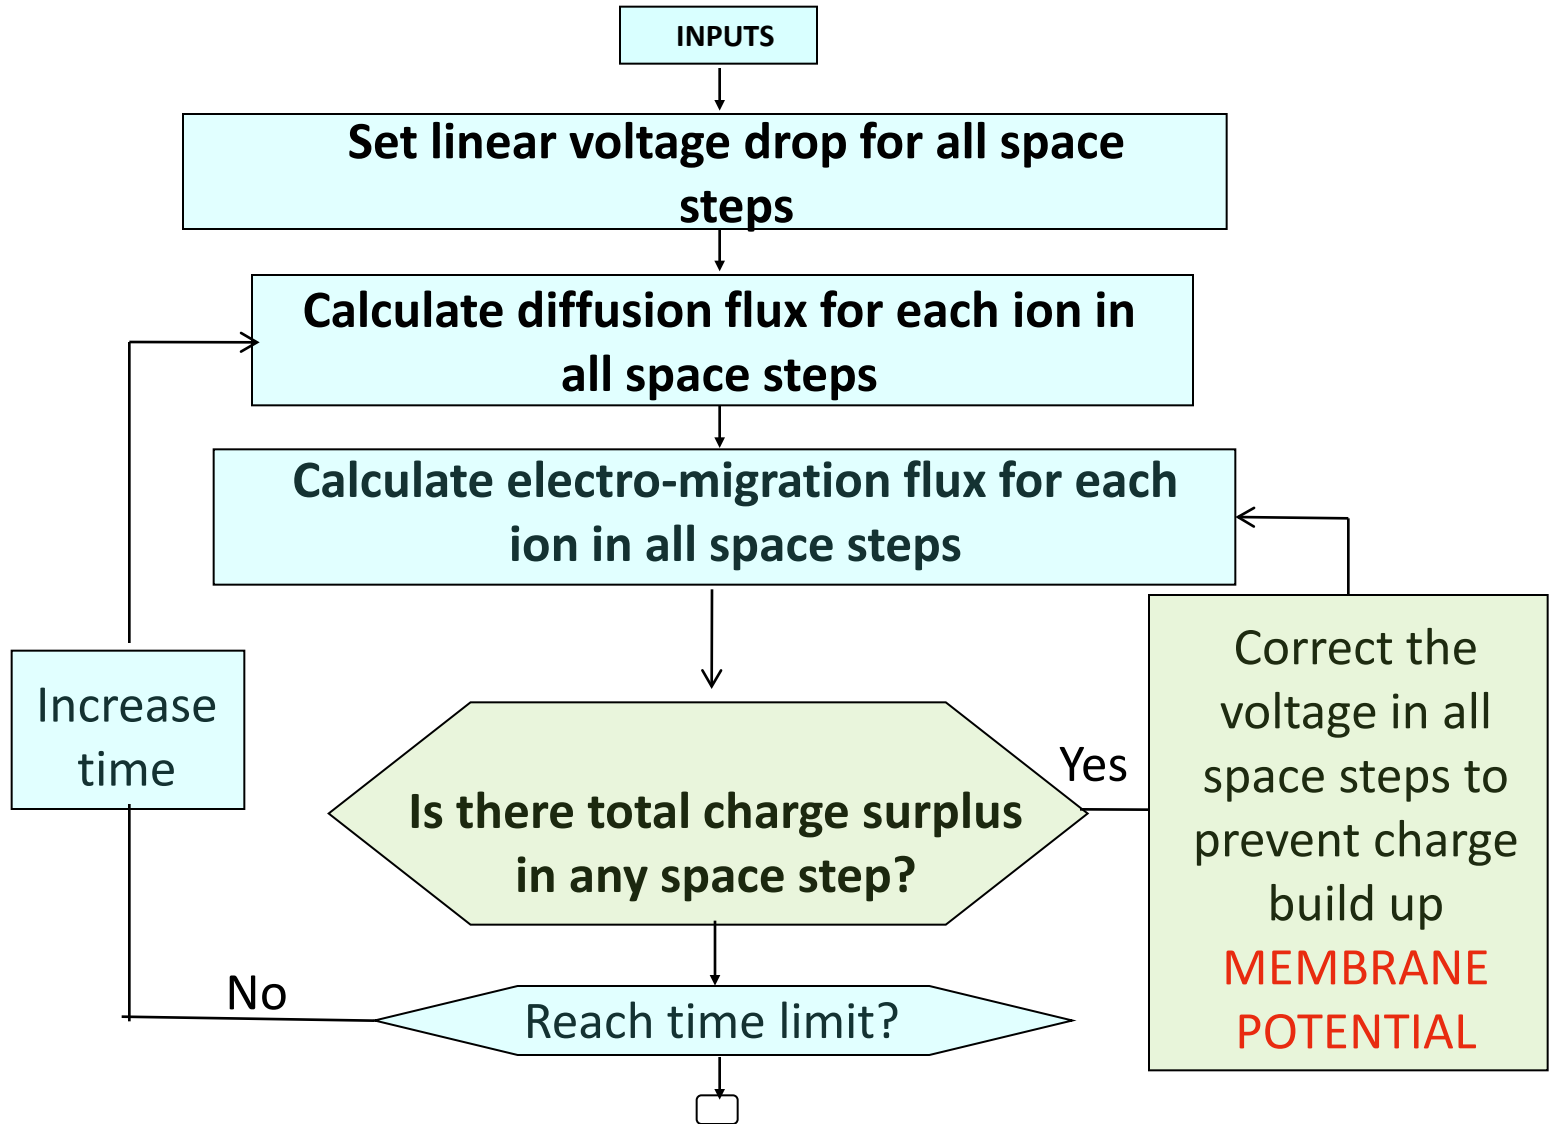 INPUTS
Set linear voltage drop for all space
steps
Calculate diffusion flux for each ion in
all space steps
Calculate electro-migration flux for each
ion in all space steps
Increase
time
Is there total charge surplus
in any space step?
Yes
Correct the
voltage in all
space steps to
prevent charge
build up
MEMBRANE
POTENTIAL
No
Reach time limit?